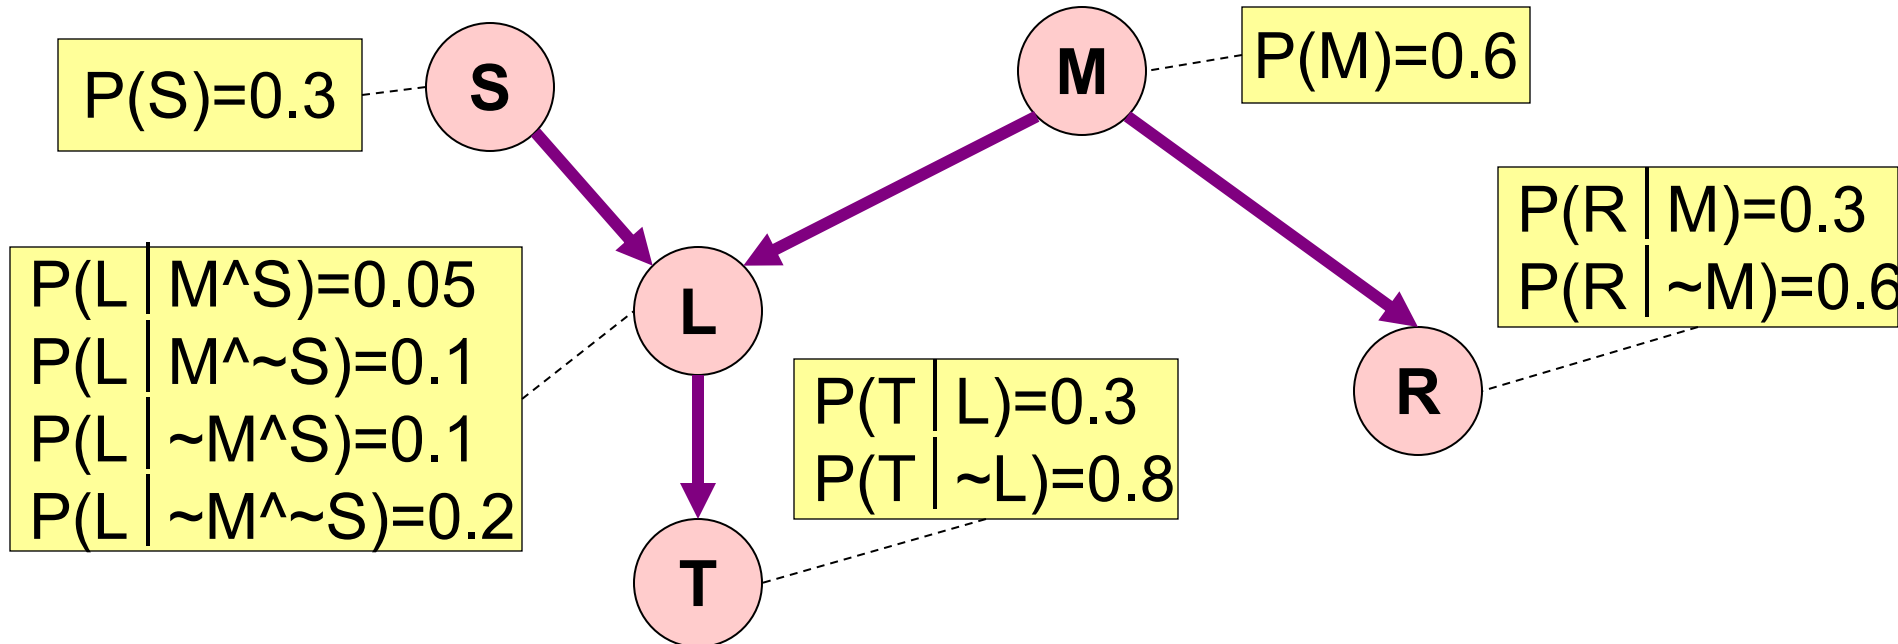 P(S)=0.3
S
M
P(M)=0.6
P(R | M)=0.3
P(R | ~M)=0.6
P(L | M^S)=0.05
P(L | M^~S)=0.1
P(L | ~M^S)=0.1
P(L | ~M^~S)=0.2
L
P(T | L)=0.3
P(T | ~L)=0.8
R
T